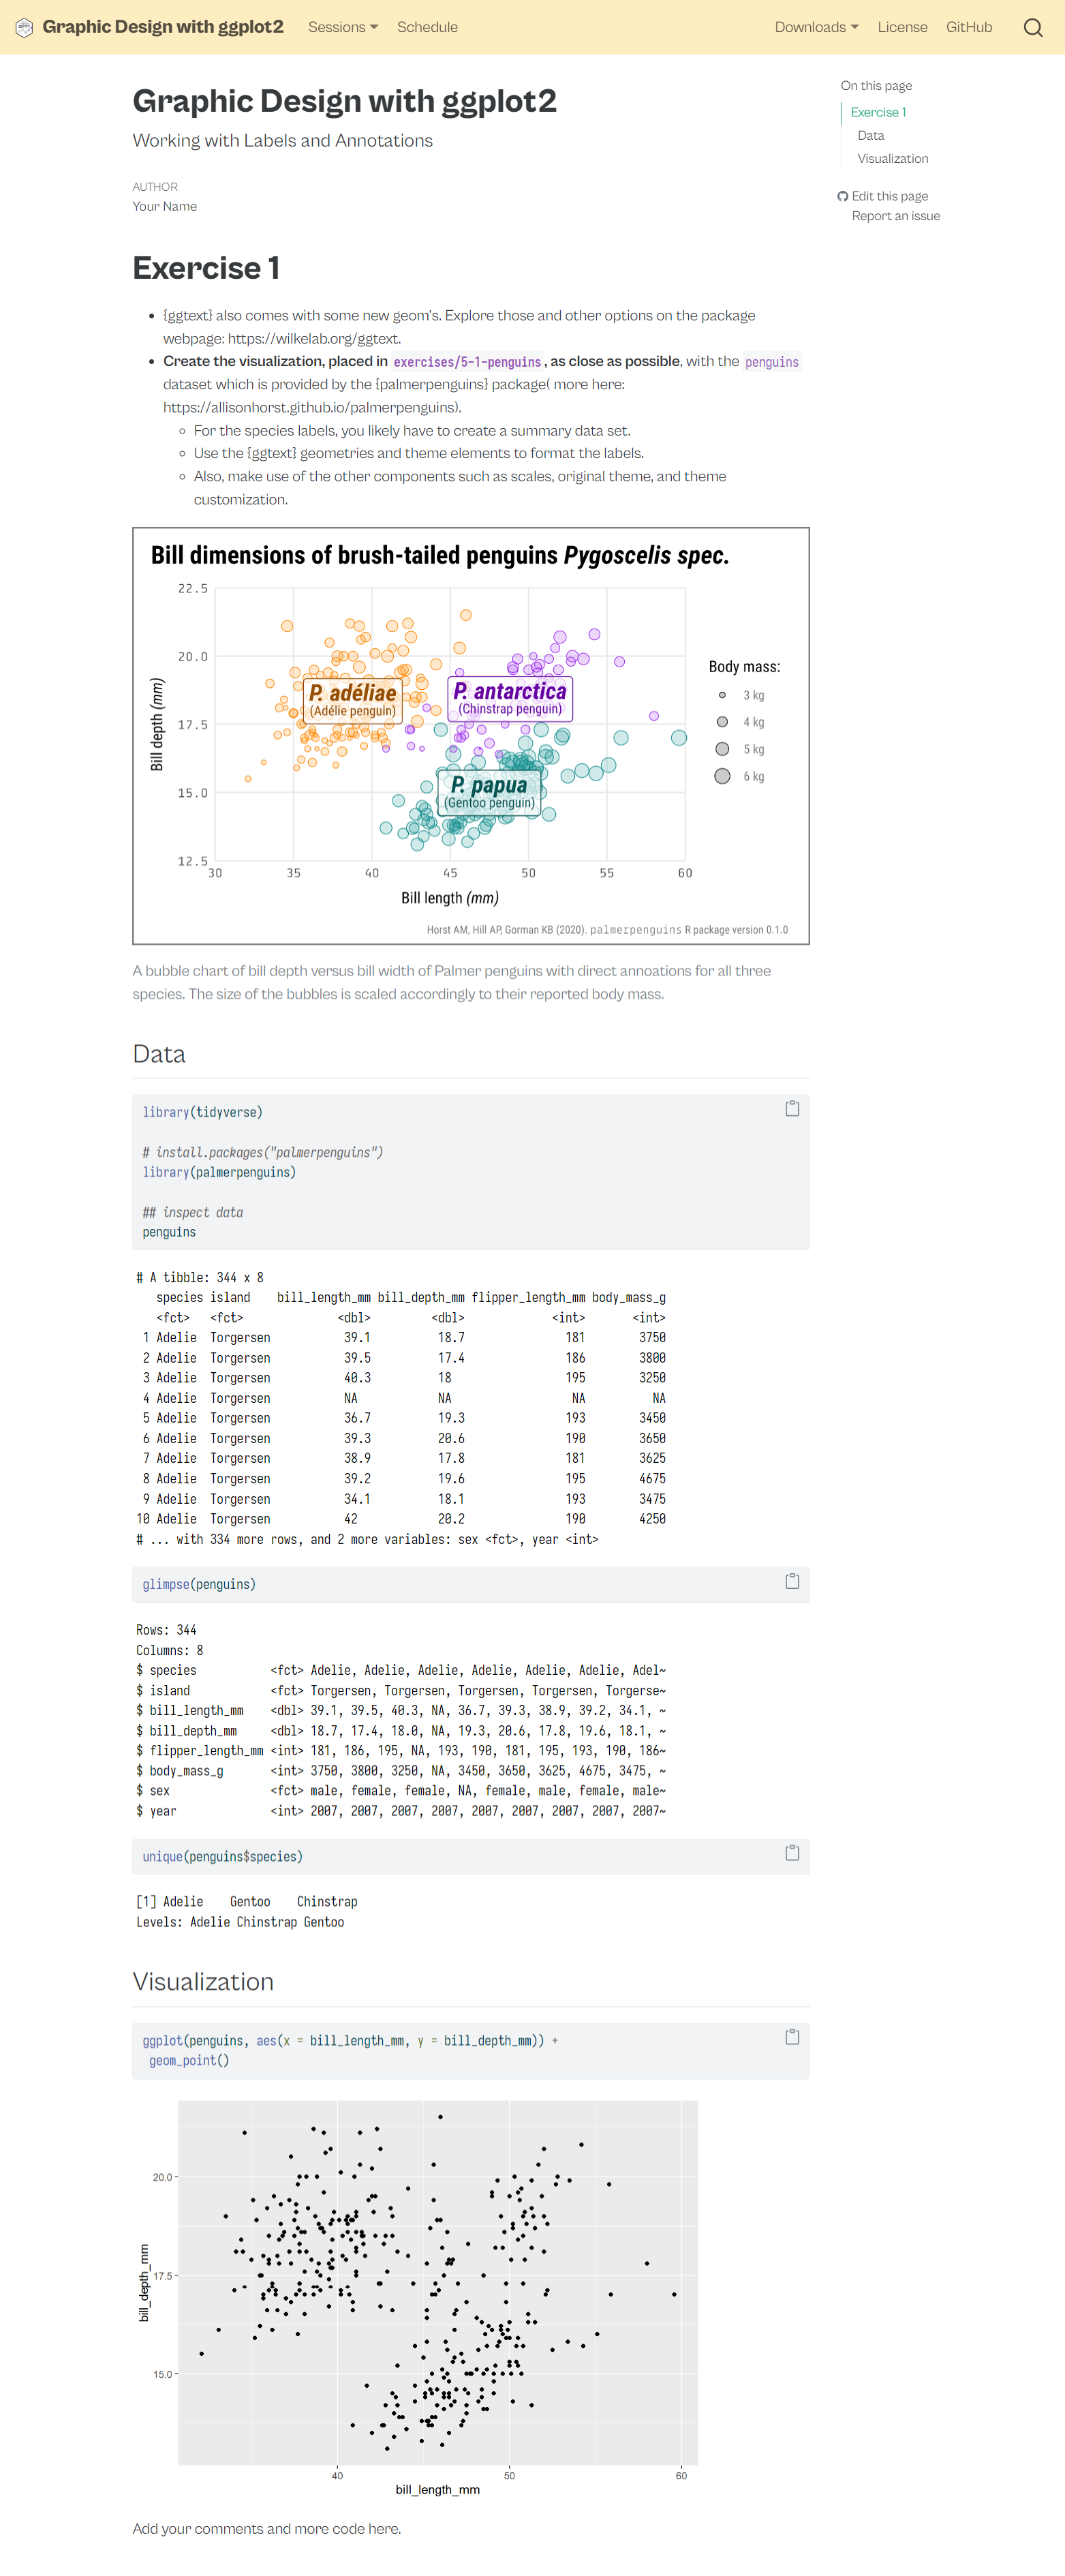 Graphic Design with ggplot2 Sessions Schedule Downloads License GitHub
On this page
Exercise 1
Data
Visualization
Edit this page
Report an issue
Graphic Design with ggplot2
Working with Labels and Annotations
AUTHOR
Your Name
Exercise 1
• {ggtext} also comes with some new geom's. Explore those and other options on the package
webpage: https://wilkelab.org/ggtext.
• Create the visualization, placed in exercises/5-1-penguins, as close as possible, with the penguins
dataset which is provided by the {palmerpenguins} package( more here:
https://allisonhorst.github.io/palmerpenguins).
◦ For the species labels, you likely have to create a summary data set.
◦ Use the {ggtext} geometries and theme elements to format the labels.
◦ Also, make use of the other components such as scales, original theme, and theme
customization.
Bill dimensions of brush-tailed penguins Pygoscelis spec.
Bill depth (mm)
22.5
20.0
17.5
15.0
12.5
P. adéliae
(Adélie penguin)
P. antarctica
(Chinstrap penguin)
P. papua
(Gentoo penguin)
Body mass:
3 kg
4 kg
5 kg
6 kg
30 35 40 45 50 55 60
Bill length (mm)
Horst AM, Hill AP, Gorman KB (2020). palmerpenguins R package version 0.1.0
A bubble chart of bill depth versus bill width of Palmer penguins with direct annoations for all three
species. The size of the bubbles is scaled accordingly to their reported body mass.
Data
library(tidyverse)
# install.packages("palmerpenguins")
library(palmerpenguins)
## inspect data
penguins
# A tibble: 344 x 8
species island bill_length_mm bill_depth_mm flipper_length_mm body_mass_g
<fct> <fct> <dbl> <dbl> <int> <int>
1 Adelie Torgersen 39.1 18.7 181 3750
2 Adelie Torgersen 39.5 17.4 186 3800
3 Adelie Torgersen 40.3 18 195 3250
4 Adelie Torgersen NA NA NA NA
5 Adelie Torgersen 36.7 19.3 193 3450
6 Adelie Torgersen 39.3 20.6 190 3650
7 Adelie Torgersen 38.9 17.8 181 3625
8 Adelie Torgersen 39.2 19.6 195 4675
9 Adelie Torgersen 34.1 18.1 193 3475
10 Adelie Torgersen 42 20.2 190 4250
# ... with 334 more rows, and 2 more variables: sex <fct>, year <int>
glimpse(penguins)
Rows: 344
Columns: 8
$ species <fct> Adelie, Adelie, Adelie, Adelie, Adelie, Adelie, Adel~
$ island <fct> Torgersen, Torgersen, Torgersen, Torgersen, Torgerse~
$ bill_length_mm <dbl> 39.1, 39.5, 40.3, NA, 36.7, 39.3, 38.9, 39.2, 34.1, ~
$ bill_depth_mm <dbl> 18.7, 17.4, 18.0, NA, 19.3, 20.6, 17.8, 19.6, 18.1, ~
$ flipper_length_mm <int> 181, 186, 195, NA, 193, 190, 181, 195, 193, 190, 186~
$ body_mass_g <int> 3750, 3800, 3250, NA, 3450, 3650, 3625, 4675, 3475, ~
$ sex <fct> male, female, female, NA, female, male, female, male~
$ year <int> 2007, 2007, 2007, 2007, 2007, 2007, 2007, 2007, 2007~
unique(penguins$species)
[1] Adelie Gentoo Chinstrap
Levels: Adelie Chinstrap Gentoo
Visualization
ggplot(penguins, aes(x = bill_length_mm, y = bill_depth_mm)) +
geom_point()
bill_depth_mm
20.0
17.5
15.0
40 50 60
bill_length_mm
Add your comments and more code here.